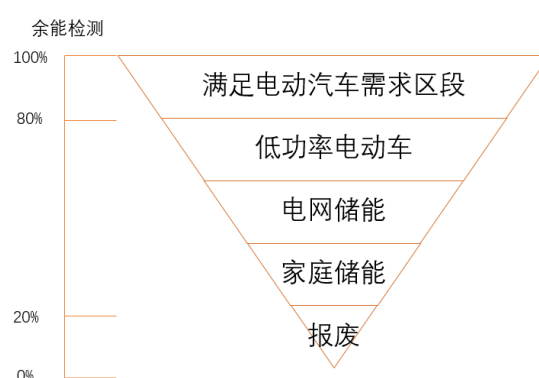 余能检测
100%
满足电动汽车需求区段
80%
低功率电动车
电网储能
家庭储能
20%
报废
0%